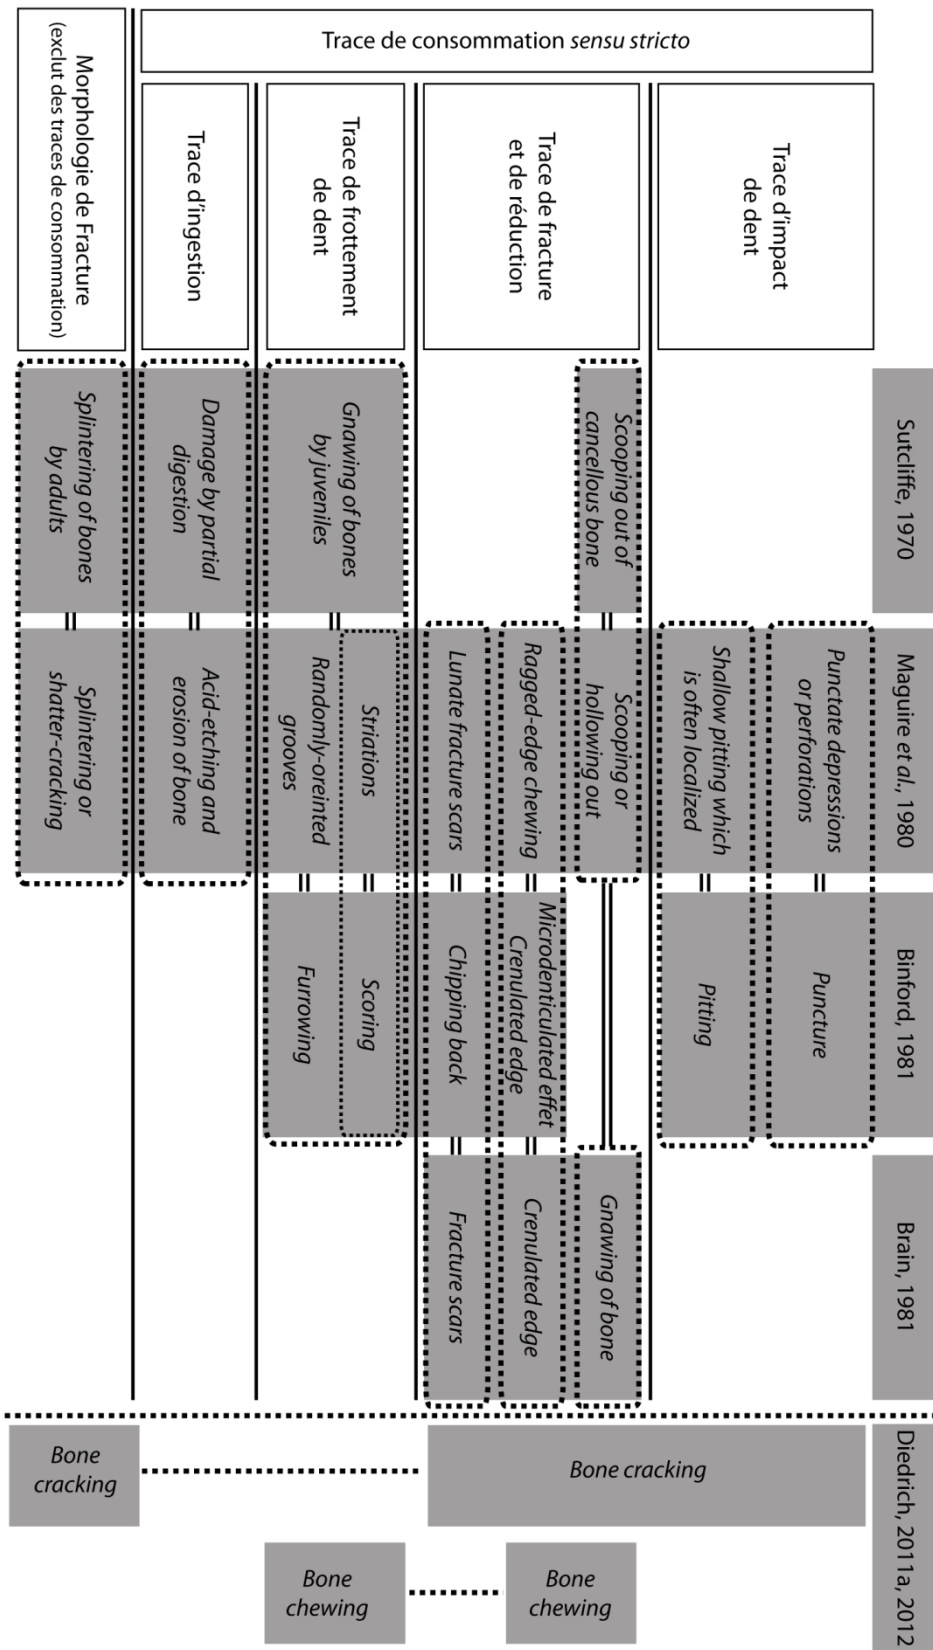 Sutcliffe, 1970
Maguire et al., 1980
Binford, 1981
Brain, 1981
Diedrich, 2011a, 2012
Trace de consommation sensu stricto
Trace d'impact
de dent
Punctate depressions
or perforations
Puncture
Shallow pitting which
is often localized
Pitting
Trace de fracture
et de réduction
Scooping out of
cancellous bone
Scooping or
hollowing out
Gnawing of bone
Ragged-edge chewing
Microdenticulated effet
Crenulated edge
Crenulated edge
Lunate fracture scars
Chipping back
Fracture scars
Bone cracking
Bone
chewing
Trace de frottement
de dent
Gnawing of bones
by juveniles
Striations
Scoring
Randomly-oreinted
grooves
Furrowing
Bone
chewing
Trace d'ingestion
Damage by partial
digestion
Acid-etching and
erosion of bone
Morphologie de Fracture
(exclut des traces de consommation)
Splintering of bones
by adults
Splintering or
shatter-cracking
Bone
cracking